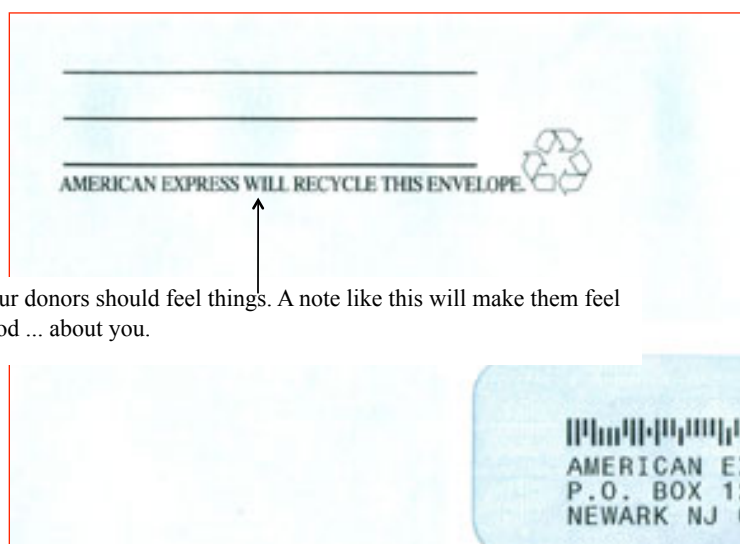 AMERICAN EXPRESS WILL RECYCLE THIS ENVELOPE.
ur donors should feel things. A note like this will make them feel
od ... about you.
AMERICAN E
P.O. BOX 1
NEWARK NJ